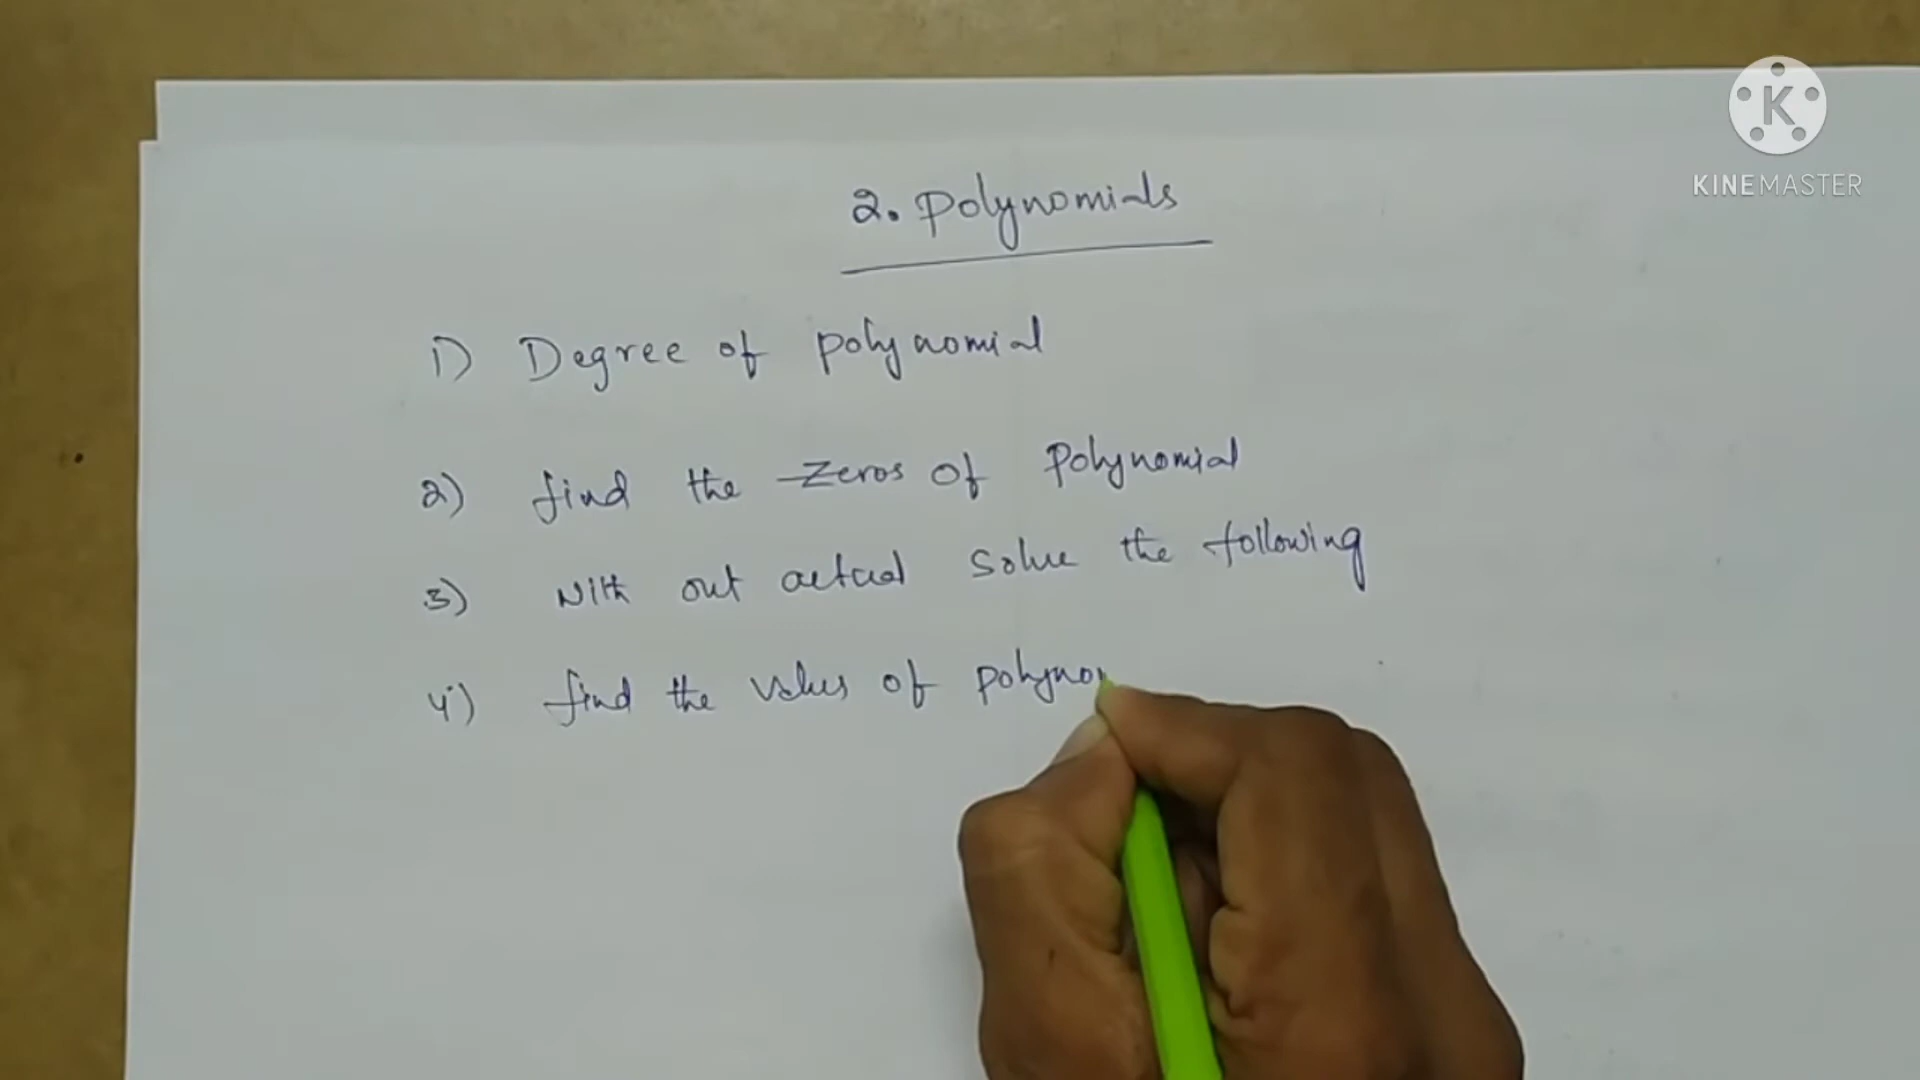 2. Polynomials
1) Degree of polynomial
2) find the zeros of polynomial
3) with out actual solve the following
4) find the values of polyno
K
KINEMASTER